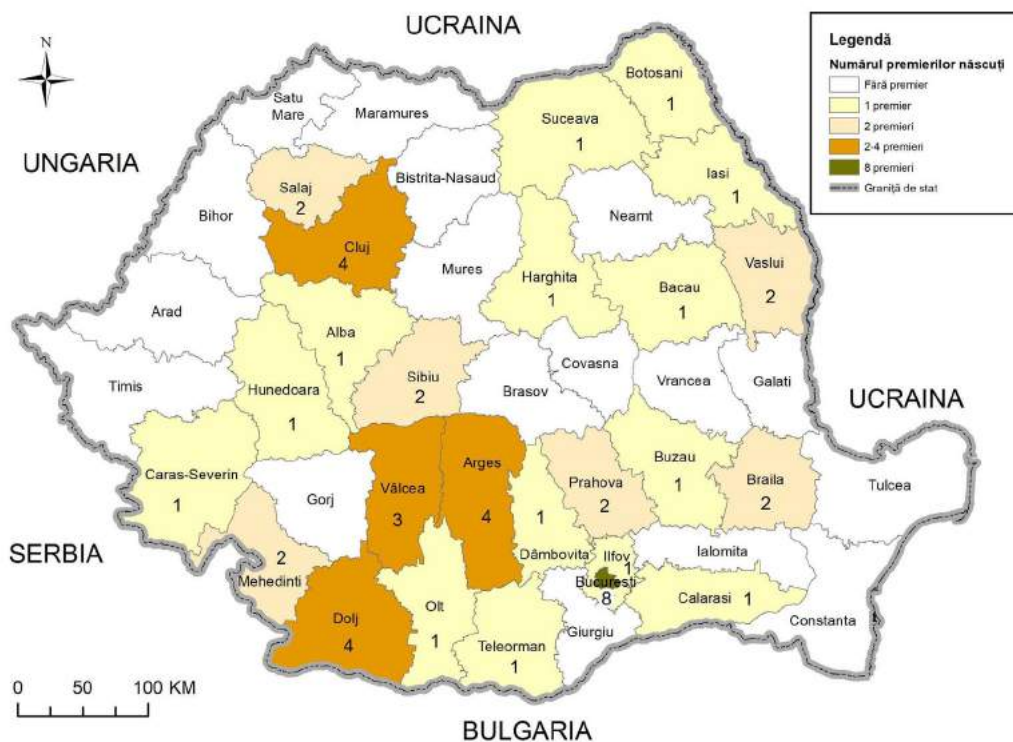 UCRAINA
N
Legendă
Numărul premierilor născuți
Fără premier
1 premier
2 premieri
2-4 premieri
8 premieri
Graniță de stat
Botosani
1
Satu
Mare
Maramures
Suceava
1
UNGARIA
Iasi
1
Salaj
2
Bistrita-Nasaud
Bihor
Neamt
Cluj
4
Mures
Harghita
1
Bacau
1
Vaslui
2
Arad
Alba
1
Covasna
Sibiu
2
Timis
Hunedoara
1
Brasov
Vrancea
Galati
UCRAINA
Caras-Severin
1
Gorj
Vâlcea
3
Arges
4
Prahova
2
Buzau
1
Braila
2
Tulcea
SERBIA
2
Mehedinti
1
Dâmbovita
Ilfov
1
Ialomita
Bucuresti
8
Calarasi 1
Constanta
Dolj
4
Olt
1
Teleorman
1
Giurgiu
0 50 100 KM
BULGARIA